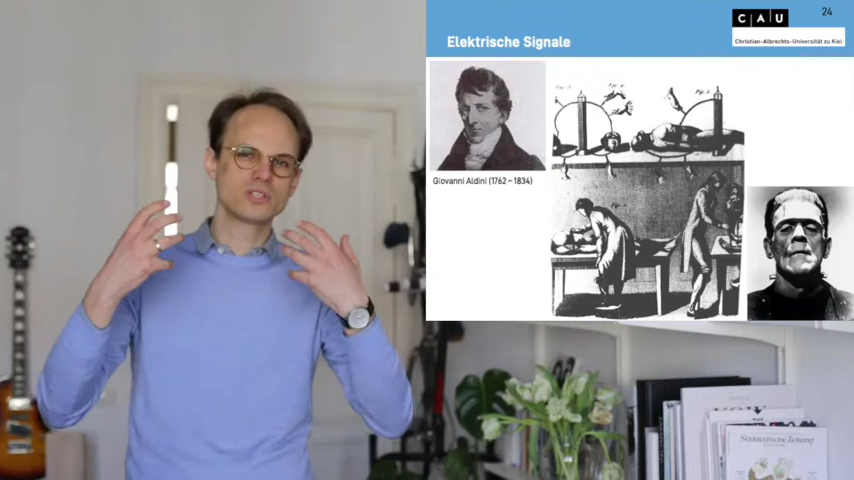 24
CAU
Christian-Albrechts-Universität zu Kiel
Elektrische Signale
Giovanni Aldini (1762 – 1834)
Süddeutsche Zeitung